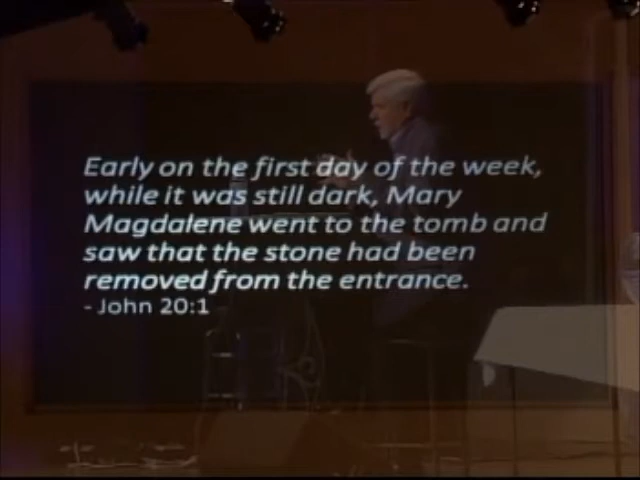 Early on the first day of the week,
while it was still dark, Mary
Magdalene went to the tomb and
saw that the stone had been
removed from the entrance.
- John 20:1